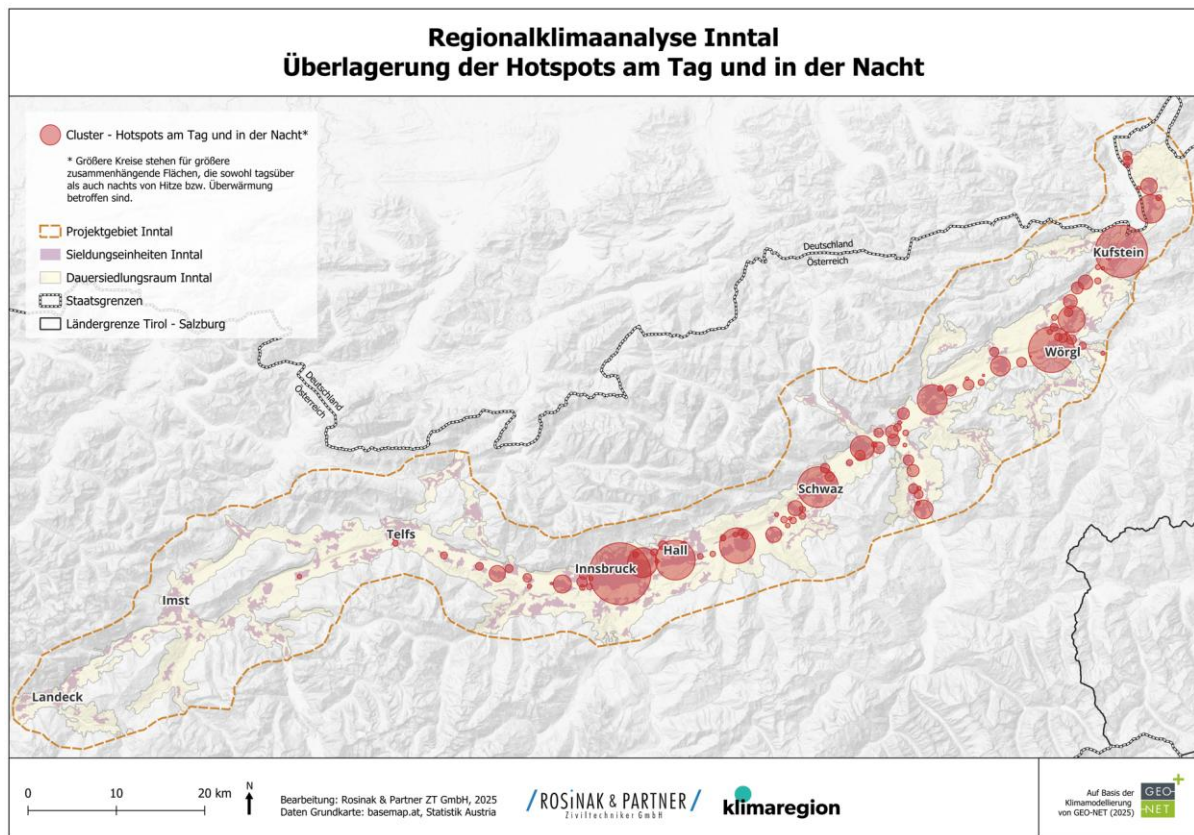 Regionalklimaanalyse Inntal
Überlagerung der Hotspots am Tag und in der Nacht
Cluster - Hotspots am Tag und in der Nacht*
* Größere Kreise stehen für größere
zusammenhängende Flächen, die sowohl tagsüber
als auch nachts von Hitze bzw. Überwärmung
betroffen sind.
Projektgebiet Inntal
Sieldungseinheiten Inntal
Dauersiedlungsraum Inntal
Staatsgrenzen
Ländergrenze Tirol - Salzburg
Deutschland
Österreich
Deutschland
Österreich
Kufstein
Wörgl
Schwaz
Hall
Innsbruck
Telfs
Imst
Landeck
0 10 20 km
N
Bearbeitung: Rosinak & Partner ZT GmbH, 2025
Daten Grundkarte: basemap.at, Statistik Austria
/ROSiNAK & PARTNER/
Ziviltechniker GmbH
klimaregion
Auf Basis der
Klimamodellierung
von GEO-NET (2025)
GEO-
NET